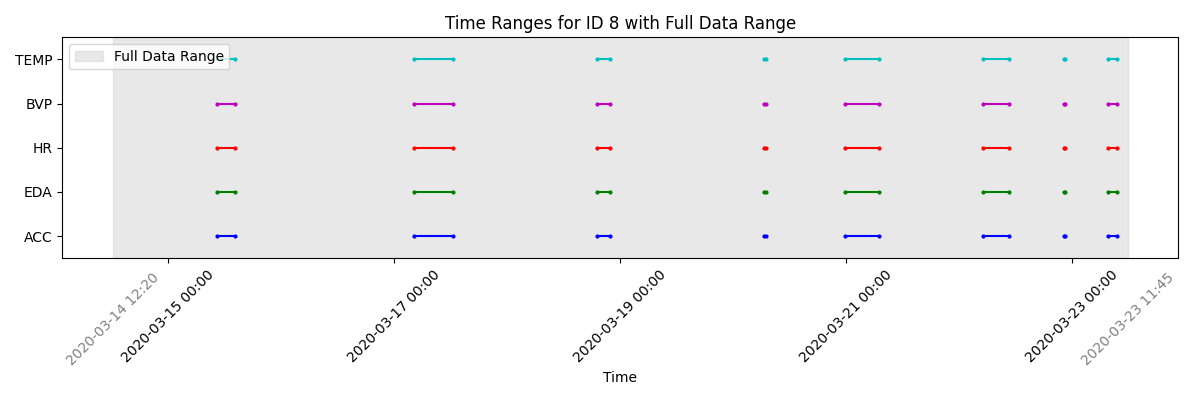 Time Ranges for ID 8 with Full Data Range
Full Data Range
TEMP
BVP
HR
EDA
ACC
2020-03-14 12:20
2020-03-15 00:00
2020-03-17 00:00
2020-03-19 00:00
2020-03-21 00:00
2020-03-23 00:00
2020-03-23 11:45
Time